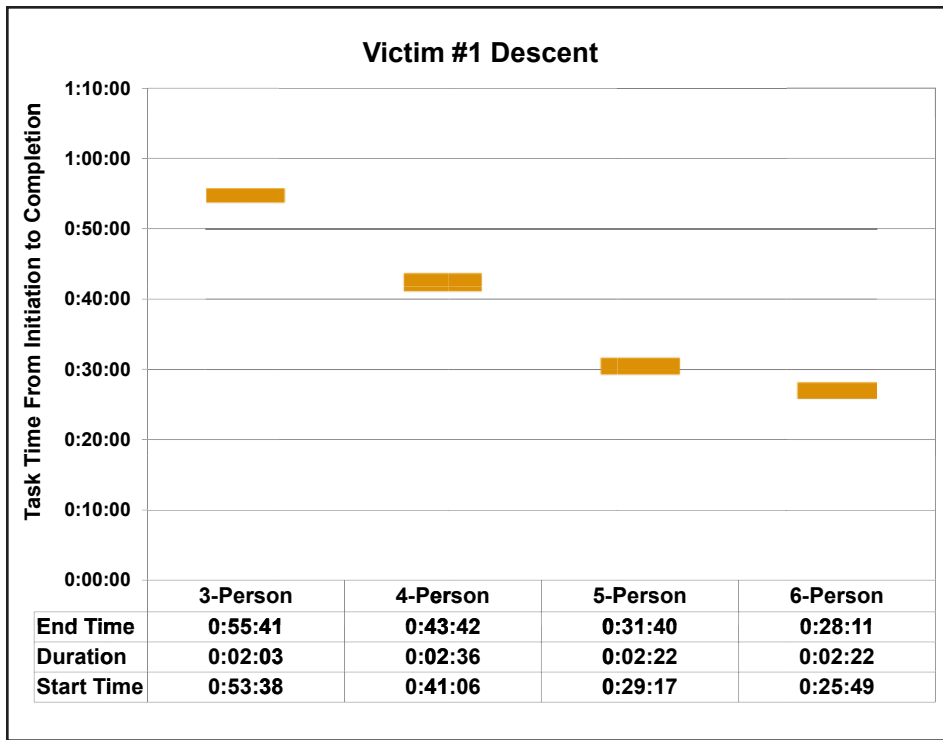 Victim #1 Descent
Task Time From Initiation to Completion
1:10:00
1:00:00
0:50:00
0:40:00
0:30:00
0:20:00
0:10:00
0:00:00
3-Person 4-Person 5-Person 6-Person
End Time 0:55:41 0:43:42 0:31:40 0:28:11
Duration 0:02:03 0:02:36 0:02:22 0:02:22
Start Time 0:53:38 0:41:06 0:29:17 0:25:49